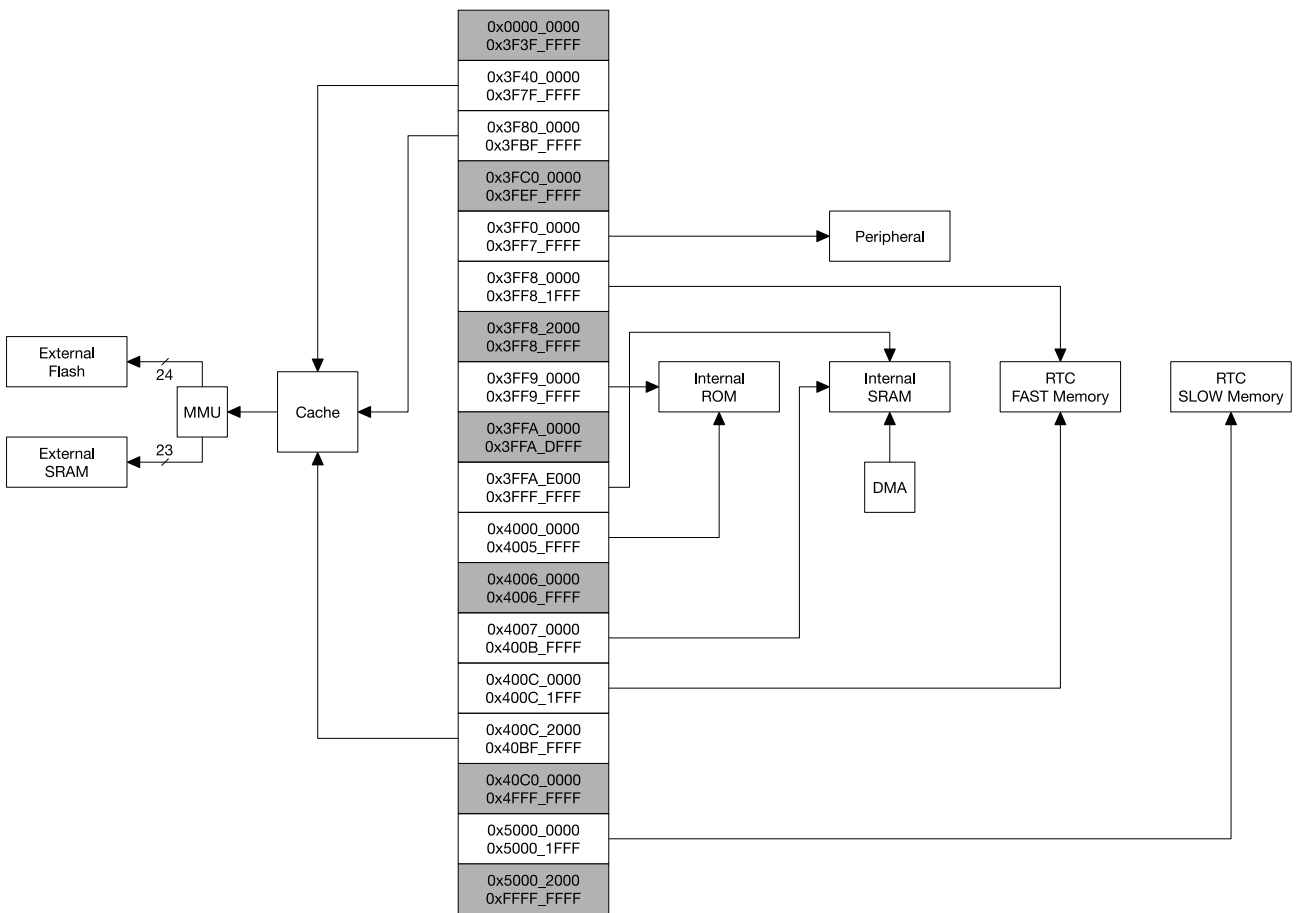 0x0000_0000
0x3F3F_FFFF
0x3F40_0000
0x3F7F_FFFF
0x3F80_0000
0x3FBF_FFFF
0x3FC0_0000
0x3FEF_FFFF
0x3FF0_0000
0x3FF7_FFFF
Peripheral
0x3FF8_0000
0x3FF8_1FFF
0x3FF8_2000
0x3FF8_FFFF
External
Flash
24
0x3FF9_0000
0x3FF9_FFFF
Internal
ROM
Internal
SRAM
RTC
FAST Memory
RTC
SLOW Memory
MMU
Cache
0x3FFA_0000
0x3FFA_DFFF
External
SRAM
23
0x3FFA_E000
0x3FFF_FFFF
DMA
0x4000_0000
0x4005_FFFF
0x4006_0000
0x4006_FFFF
0x4007_0000
0x400B_FFFF
0x400C_0000
0x400C_1FFF
0x400C_2000
0x40BF_FFFF
0x40C0_0000
0x4FFF_FFFF
0x5000_0000
0x5000_1FFF
0x5000_2000
0xFFFF_FFFF